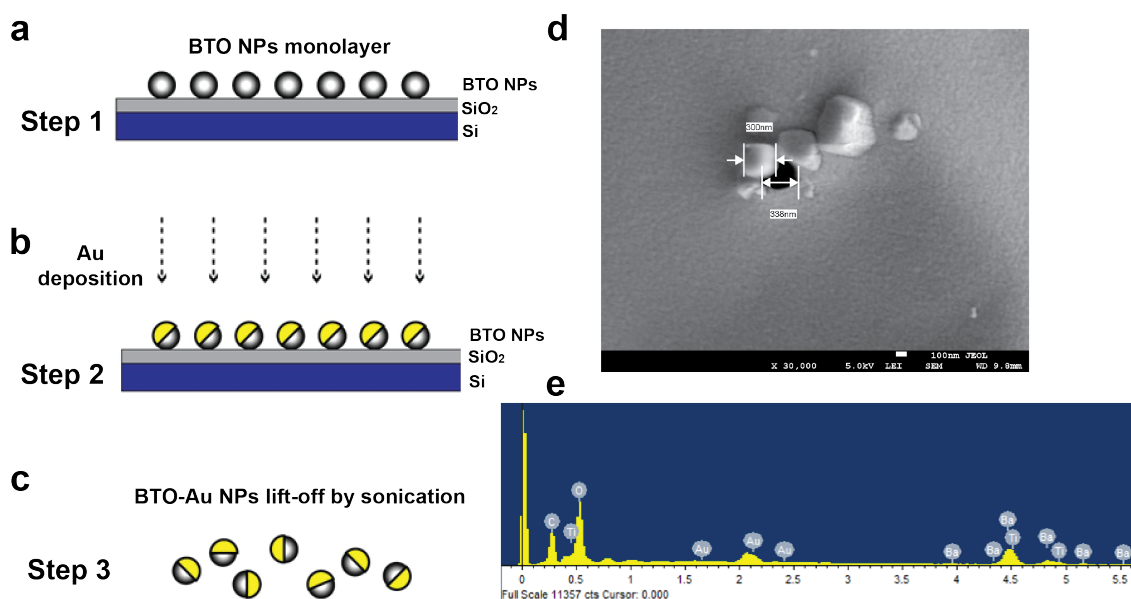 a
BTO NPs monolayer
BTO NPs
SiO₂
Si
Step 1
b
Au
deposition
BTO NPs
SiO₂
Si
Step 2
c
BTO-Au NPs lift-off by sonication
Step 3
d
300nm
338nm
100nm JEOL
X 30,000 5.0kV LEI SEM WD 9.8mm
e
O
C
Ti
Au
Au
Au
Ba
Ba
Ba
Ti
Ba
Ti
Ba
Ba
0 0.5 1 1.5 2 2.5 3 3.5 4 4.5 5 5.5
Full Scale 11357 cts Cursor: 0.000